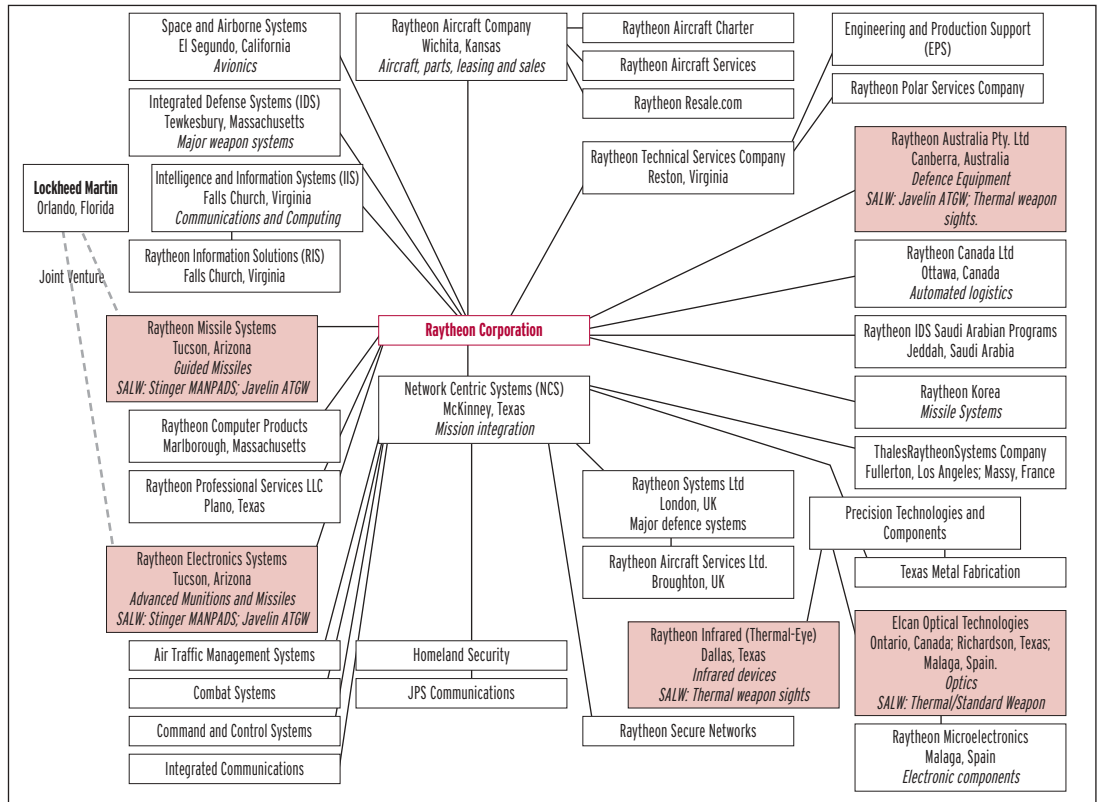 Space and Airborne Systems
El Segundo, California
Avionics
Raytheon Aircraft Company
Wichita, Kansas
Aircraft, parts, leasing and sales
Raytheon Aircraft Charter
Raytheon Aircraft Services
Raytheon Resale.com
Engineering and Production Support
(EPS)
Raytheon Polar Services Company
Integrated Defense Systems (IDS)
Tewkesbury, Massachusetts
Major weapon systems
Raytheon Technical Services Company
Reston, Virginia
Raytheon Australia Pty. Ltd
Canberra, Australia
Defence Equipment
SALW: Javelin ATGW; Thermal weapon
sights.
Lockheed Martin
Orlando, Florida
Intelligence and Information Systems (IIS)
Falls Church, Virginia
Communications and Computing
Raytheon Information Solutions (RIS)
Falls Church, Virginia
Joint Venture
Raytheon Canada Ltd
Ottawa, Canada
Automated logistics
Raytheon Missile Systems
Tucson, Arizona
Guided Missiles
SALW: Stinger MANPADS; Javelin ATGW
Raytheon Corporation
Raytheon IDS Saudi Arabian Programs
Jeddah, Saudi Arabia
Network Centric Systems (NCS)
McKinney, Texas
Mission integration
Raytheon Korea
Missile Systems
Raytheon Computer Products
Marlborough, Massachusetts
ThalesRaytheonSystems Company
Fullerton, Los Angeles; Massy, France
Raytheon Professional Services LLC
Plano, Texas
Raytheon Systems Ltd
London, UK
Major defence systems
Precision Technologies and
Components
Raytheon Electronics Systems
Tucson, Arizona
Advanced Munitions and Missiles
SALW: Stinger MANPADS; Javelin ATGW
Raytheon Aircraft Services Ltd.
Broughton, UK
Texas Metal Fabrication
Raytheon Infrared (Thermal-Eye)
Dallas, Texas
Infrared devices
SALW: Thermal weapon sights
Elcan Optical Technologies
Ontario, Canada; Richardson, Texas;
Malaga, Spain.
Optics
SALW: Thermal/Standard Weapon
Air Traffic Management Systems
Homeland Security
Combat Systems
JPS Communications
Command and Control Systems
Raytheon Secure Networks
Raytheon Microelectronics
Malaga, Spain
Electronic components
Integrated Communications